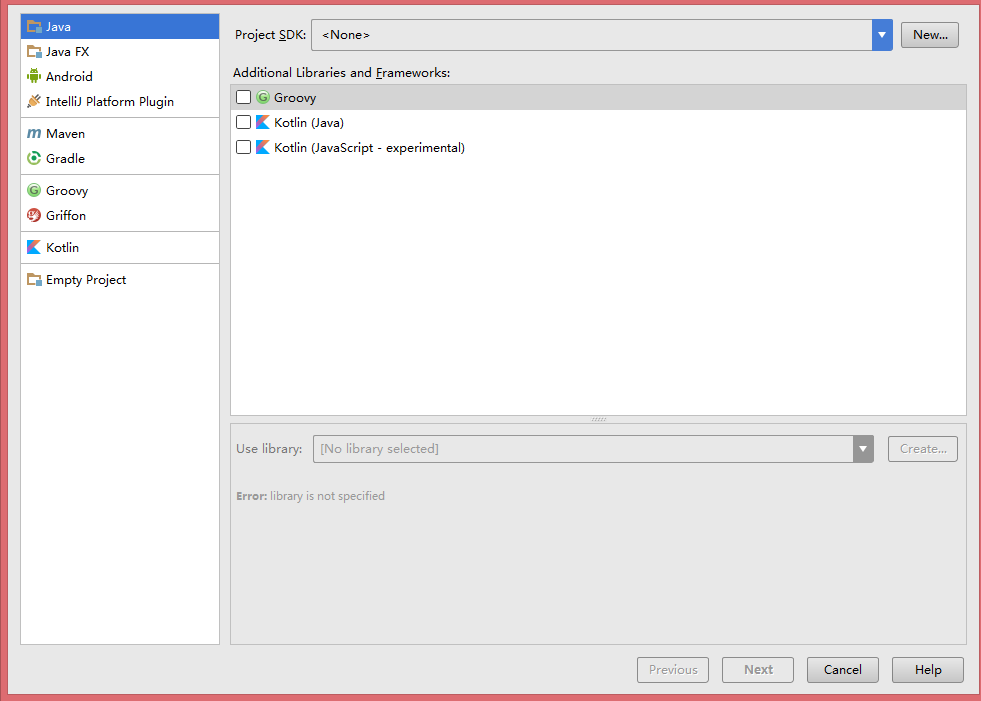 Java
Java FX
Android
IntelliJ Platform Plugin
Maven
Gradle
Groovy
Griffon
Kotlin
Empty Project
Project SDK: <None> New...
Additional Libraries and Frameworks:
Groovy
Kotlin (Java)
Kotlin (JavaScript - experimental)
Use library: [No library selected] Create...
Error: library is not specified
Previous Next Cancel Help